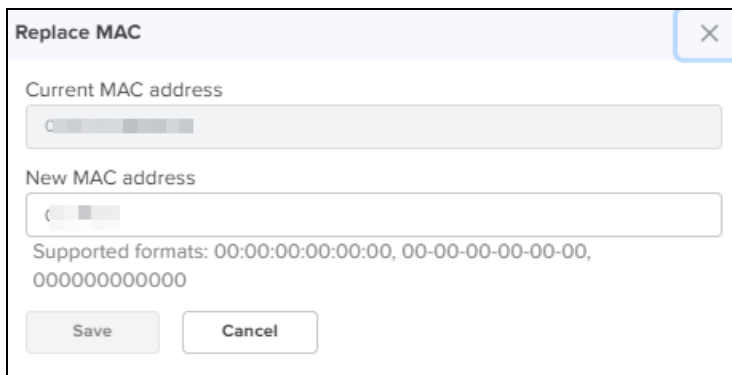 Replace MAC
Current MAC address
New MAC address
Supported formats: 00:00:00:00:00:00, 00-00-00-00-00-00,
000000000000
Save
Cancel